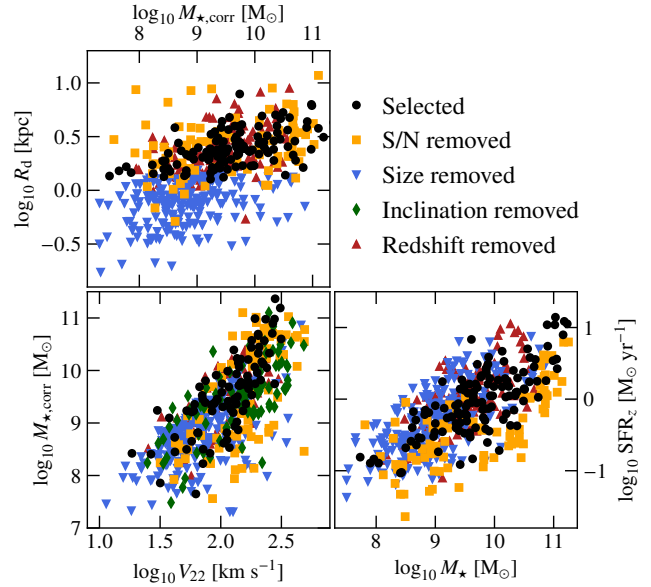 log₁₀ M⋆,corr [M⊙]
8 9 10 11
1.0
0.5
0.0
−0.5
log₁₀ R_d [kpc]
Selected
S/N removed
Size removed
Inclination removed
Redshift removed
11
10
9
8
7
log₁₀ M⋆,corr [M⊙]
1.0 1.5 2.0 2.5
log₁₀ V₂₂ [km s⁻¹]
1
0
−1
log₁₀ SFR_z [M⊙ yr⁻¹]
8 9 10 11
log₁₀ M⋆ [M⊙]